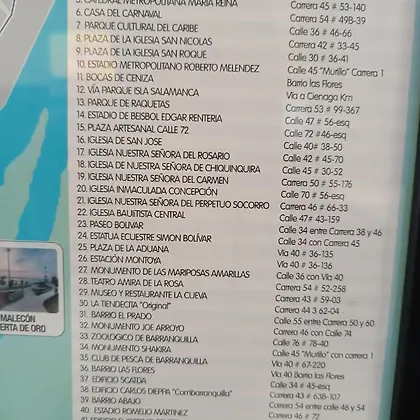 5. CATEDRAL METROPOLITANA MARÍA REINA Carrera 45 # 53-140
6. CASA DEL CARNAVAL Carrera 54 # 49B-39
7. PARQUE CULTURAL DEL CARIBE Calle 36 # 46-66
8. PLAZA DE LA IGLESIA SAN NICOLAS Carrera 42 # 33-45
9. PLAZA DE LA IGLESIA SAN ROQUE Calle 30 # 36-41
10. ESTADIO METROPOLITANO ROBERTO MELENDEZ Calle 45 "Murillo" Carrera 1
11. BOCAS DE CENIZA Barrio las Flores
12. VÍA PARQUE ISLA SALAMANCA Vía a Cienaga Km
13. PARQUE DE RAQUETAS Carrera 53 # 99-367
14. ESTADIO DE BEISBOL EDGAR RENTERIA Calle 47 # 56-esq
15. PLAZA ARTESANAL CALLE 72 Calle 72 #46-esq
16. IGLESIA DE SAN JOSE Calle 40# 38-50
17. IGLESIA NUESTRA SEÑORA DEL ROSARIO Calle 42 # 45-70
18. IGLESIA DE NUESTRA SEÑORA DE CHIQUINQUIRA Calle 45 # 30-52
19. IGLESIA NUESTRA SEÑORA DEL CARMEN Carrera 50 # 55-176
20. IGLESIA INMACULADA CONCEPCIÓN Calle 70 # 56-esq
21. IGLESIA NUESTRA SEÑORA DEL PERPETUO SOCORRO Carrera 46 # 66-33
22. IGLESIA BAUTISTA CENTRAL Calle 47# 43-159
23. PASEO BOLIVAR Calle 34 entre Carrera 38 y 46
24. ESTATUA ECUESTRE SIMON BOLÍVAR Calle 34 con Carrera 45
25. PLAZA DE LA ADUANA Vía 40 # 36-135
26. ESTACIÓN MONTOYA Vía 40 # 36-136
27. MONUMENTO DE LAS MARIPOSAS AMARILLAS Calle 36 con Vía 40
28. TEATRO AMIRA DE LA ROSA Carrera 54 # 52-258
29. MUSEO Y RESTAURANTE LA CUEVA Carrera 43 # 59-03
30. LA TIENDECITA "Original" Carrera 44 3 62-04
31. BARRIO EL PRADO Calle 55 entre Carrera 50 y 60
32. MONUMENTO JOE ARROYO Carrera 46 con Calle 74
33. ZOOLÓGICO DE BARRANQUILLA Calle 76 # 78-40
34. MONUMENTO SHAKIRA Calle 45 "Murillo" con carrera 1
35. CLUB DE PESCA DE BARRANQUILLA Vía 40 # 67-220
36. BARRIO LAS FLORES Vía 40 Barrio las Flores
37. EDIFICIO SCATDA Calle 34 # 45-esq
38. EDIFICIO CARLOS DIEPPA "Combarranquilla" Carrera 43 # 63B-107
39. BARRIO ABAJO Carrera 54 entre calle 46 y 54
40. ESTADIO ROMELIO MARTINEZ Carrera 46 # 72
MALECÓN
ERTA DE ORO